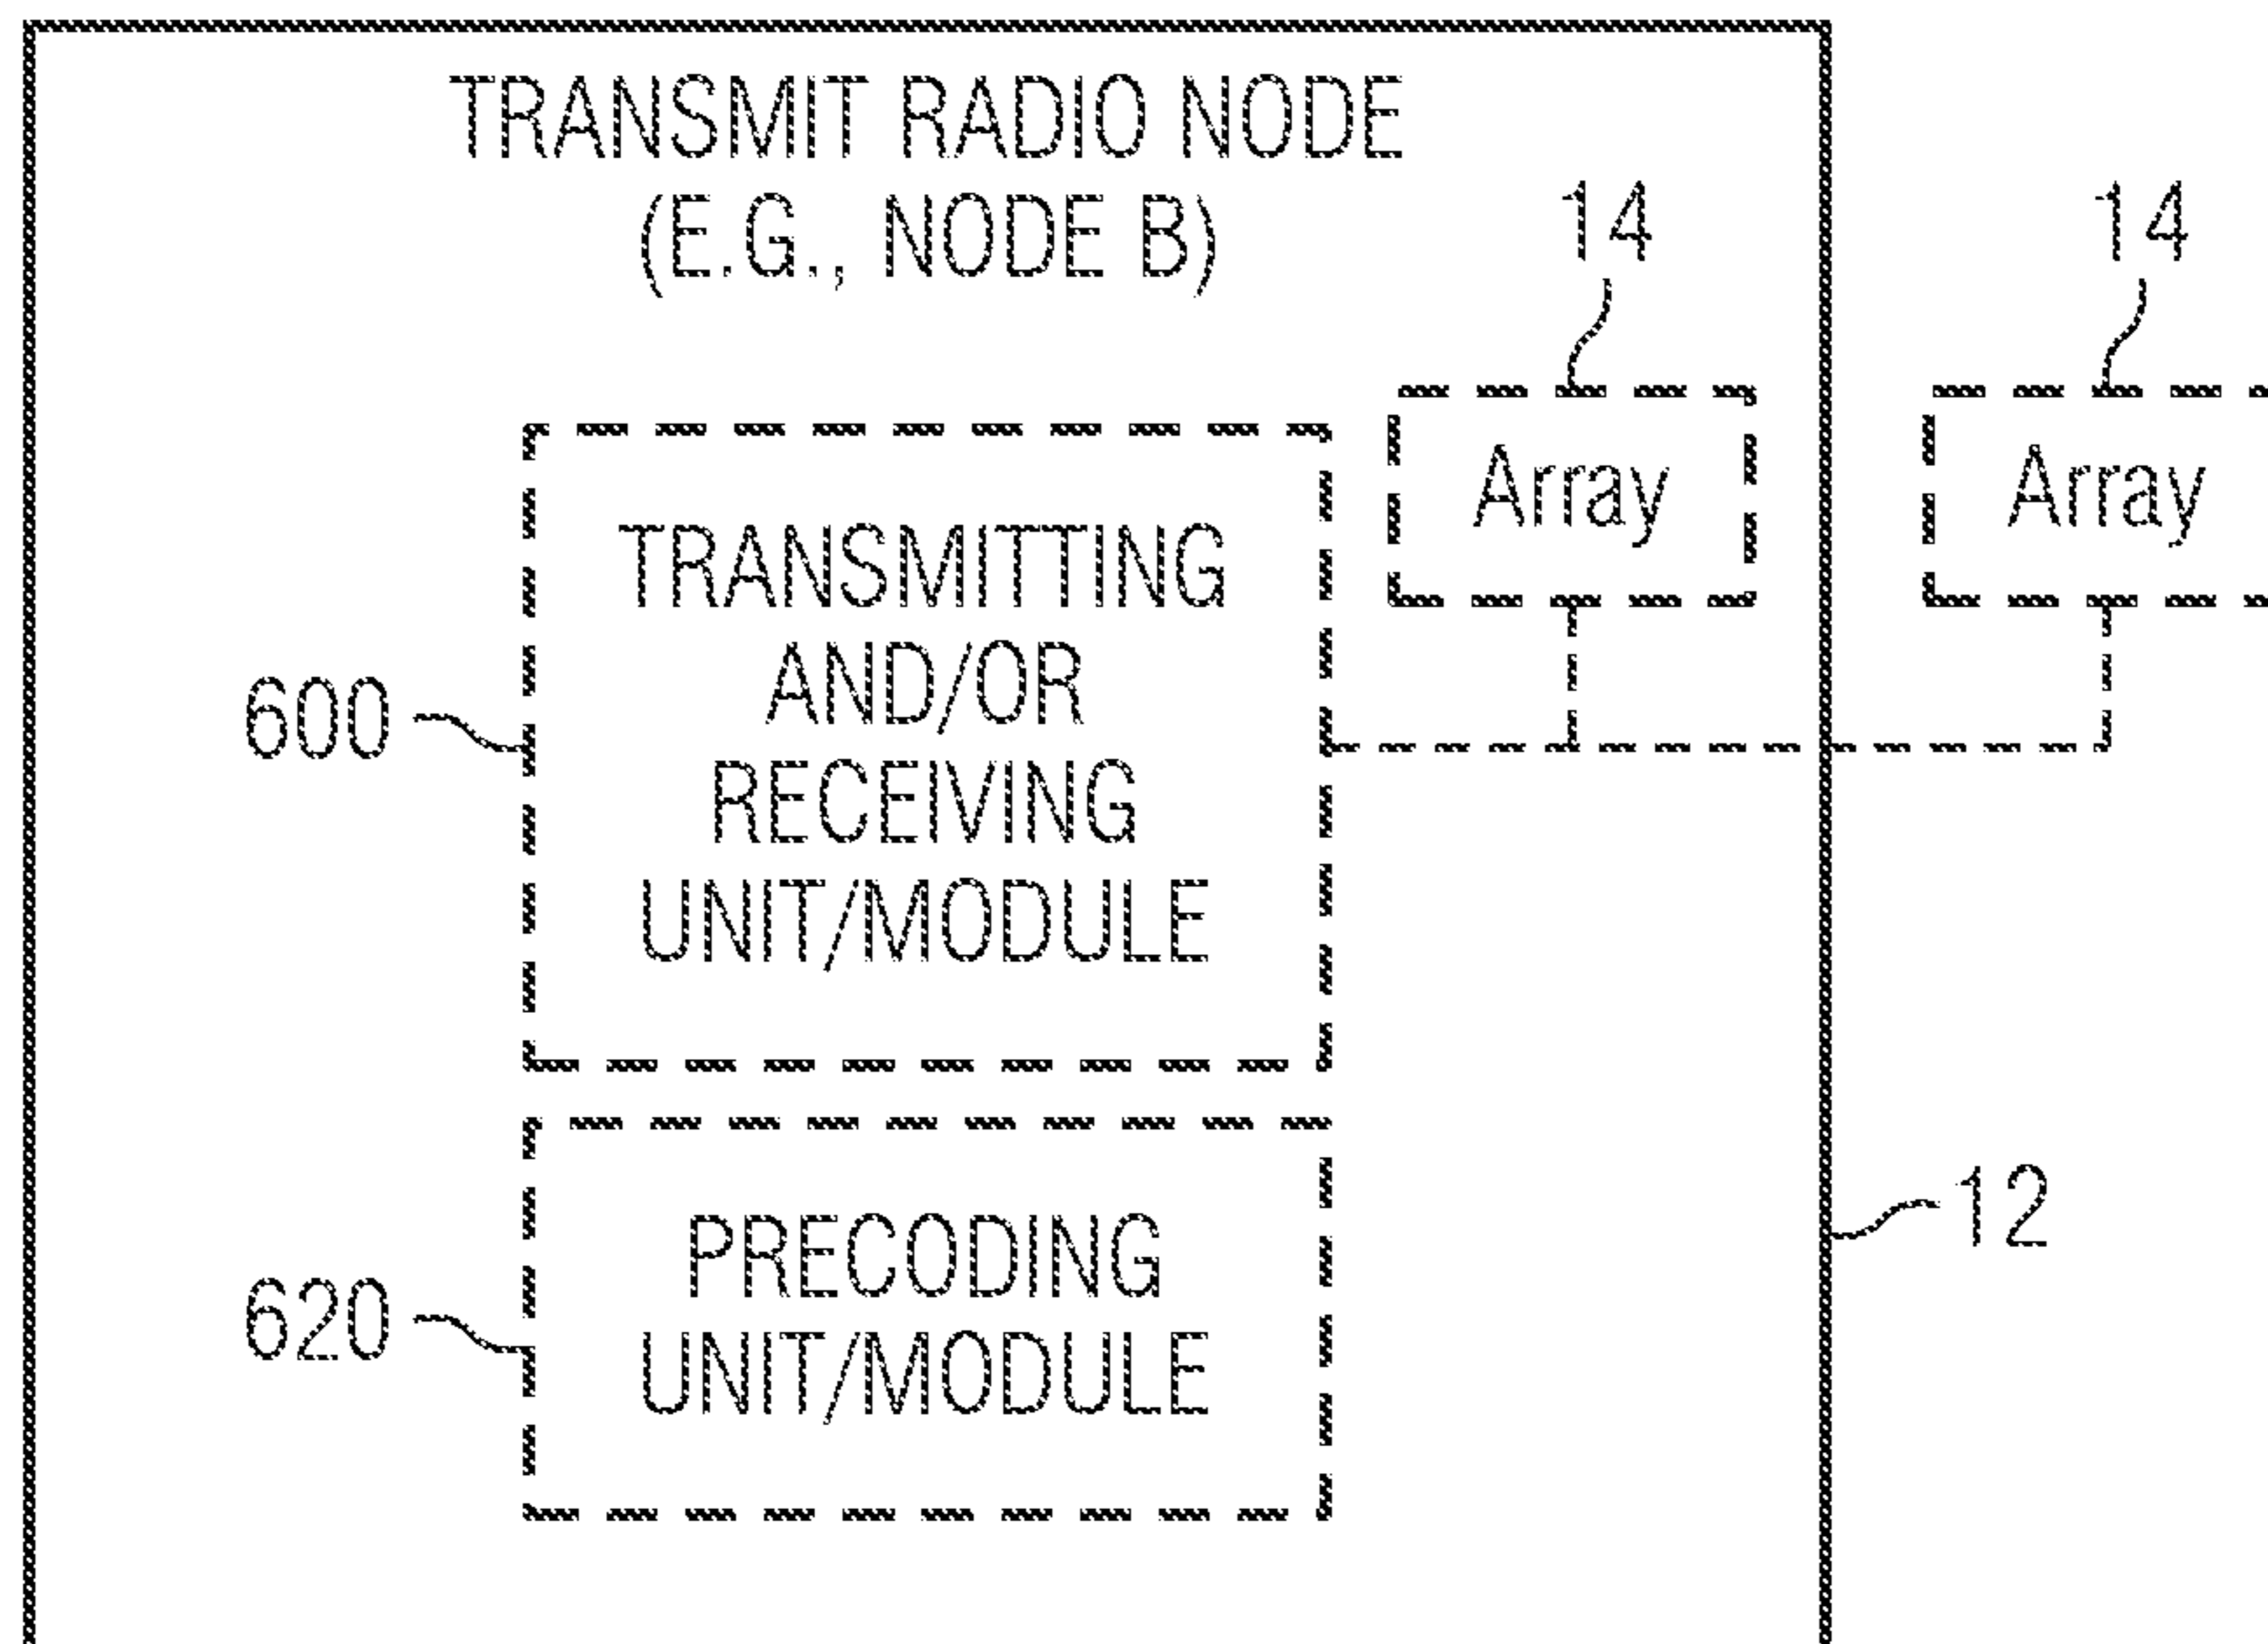 TRANSMIT RADIO NODE
(E.G., NODE B)
14
14
Array
Array
TRANSMITTING
AND/OR
RECEIVING
UNIT/MODULE
600
12
PRECODING
UNIT/MODULE
620